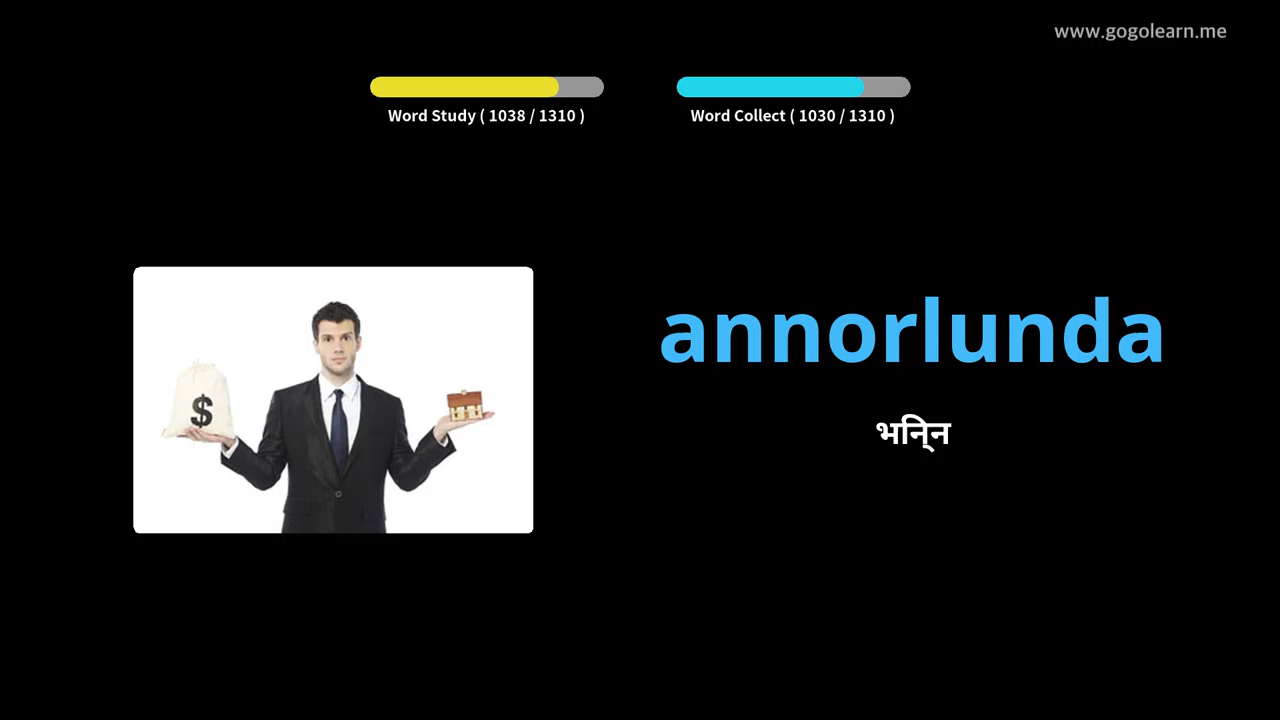 www.gogolearn.me
Word Study ( 1038 / 1310 )
Word Collect ( 1030 / 1310 )
$
annorlunda
भिन्न